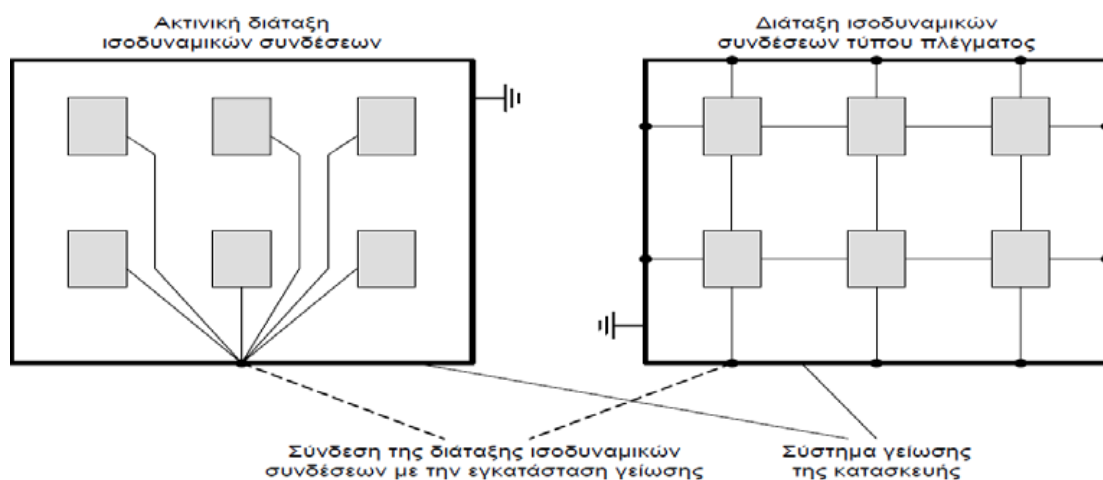 Ακτινική διάταξη
ισοδυναμικών συνδέσεων
Διάταξη ισοδυναμικών
συνδέσεων τύπου πλέγματος
Σύνδεση της διάταξης ισοδυναμικών
συνδέσεων με την εγκατάσταση γείωσης
Σύστημα γείωσης
της κατασκευής